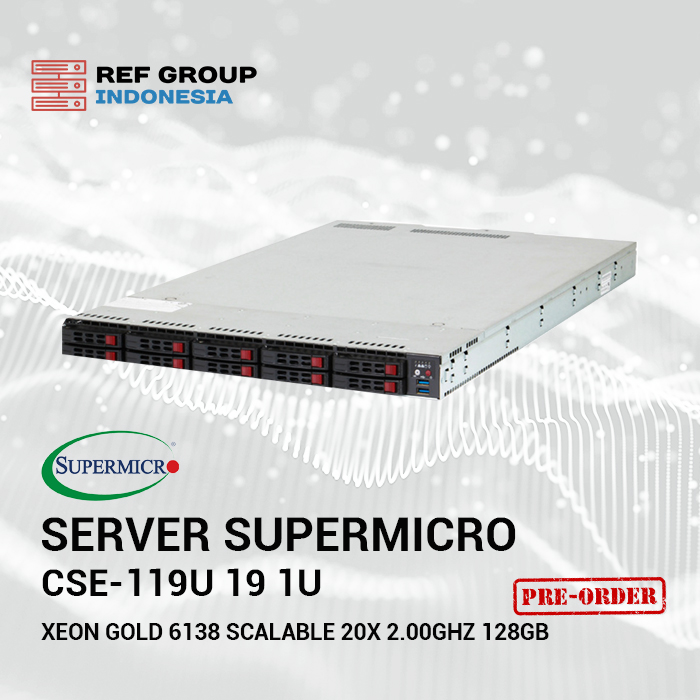 REF GROUP
INDONESIA
SUPERMICRO
SERVER SUPERMICRO
CSE-119U 19 1U
PRE-ORDER
XEON GOLD 6138 SCALABLE 20X 2.00GHZ 128GB